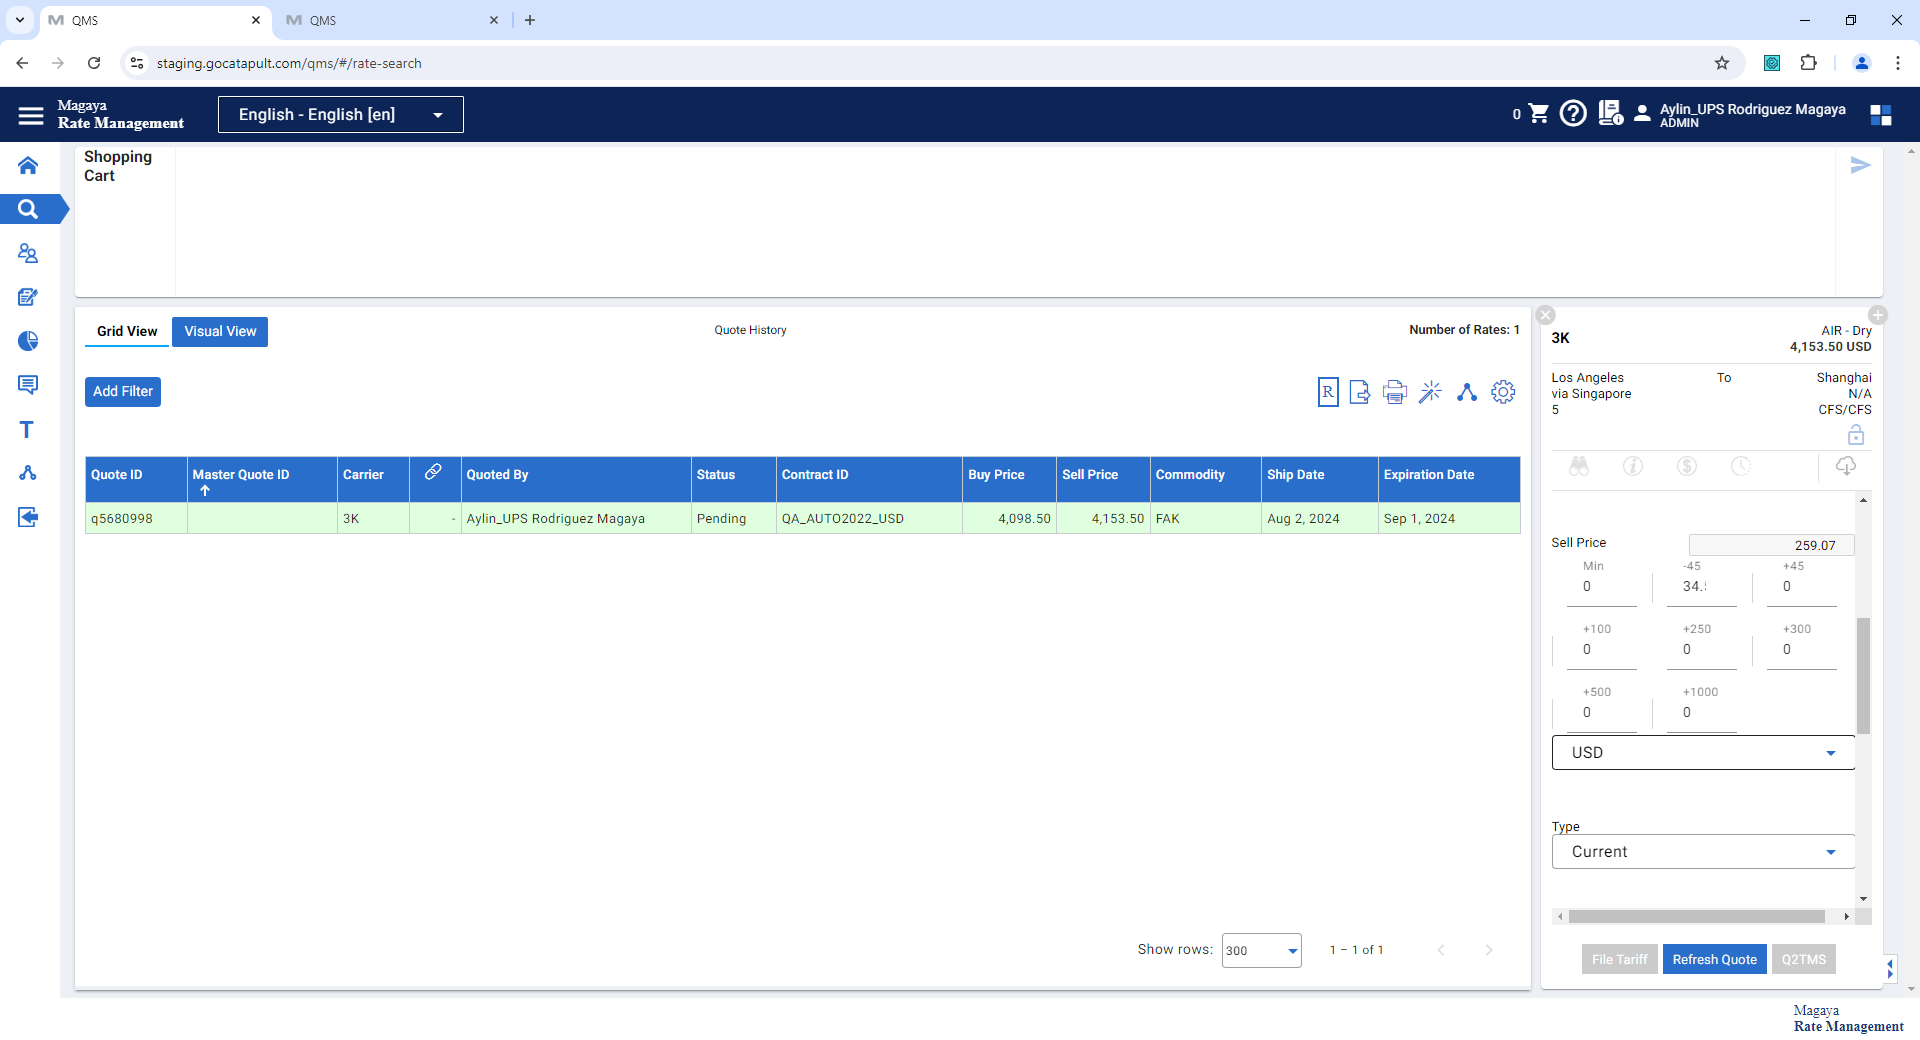 QMS
QMS
staging.gocatapult.com/qms/#/rate-search
Magaya
Rate Management
English - English [en]
0
Aylin_UPS Rodriguez Magaya
ADMIN
Shopping
Cart
Grid View
Visual View
Quote History
Number of Rates: 1
Add Filter
R
Quote ID Master Quote ID Carrier Quoted By Status Contract ID Buy Price Sell Price Commodity Ship Date Expiration Date
q5680998 3K - Aylin_UPS Rodriguez Magaya Pending QA_AUTO2022_USD 4,098.50 4,153.50 FAK Aug 2, 2024 Sep 1, 2024
Show rows: 300 1 – 1 of 1
3K
AIR - Dry
4,153.50 USD
Los Angeles To Shanghai
via Singapore N/A
5 CFS/CFS
Sell Price 259.07
Min -45 +45
0 34. 0
+100 +250 +300
0 0 0
+500 +1000
0 0
USD
Type
Current
File Tariff Refresh Quote Q2TMS
Magaya
Rate Management